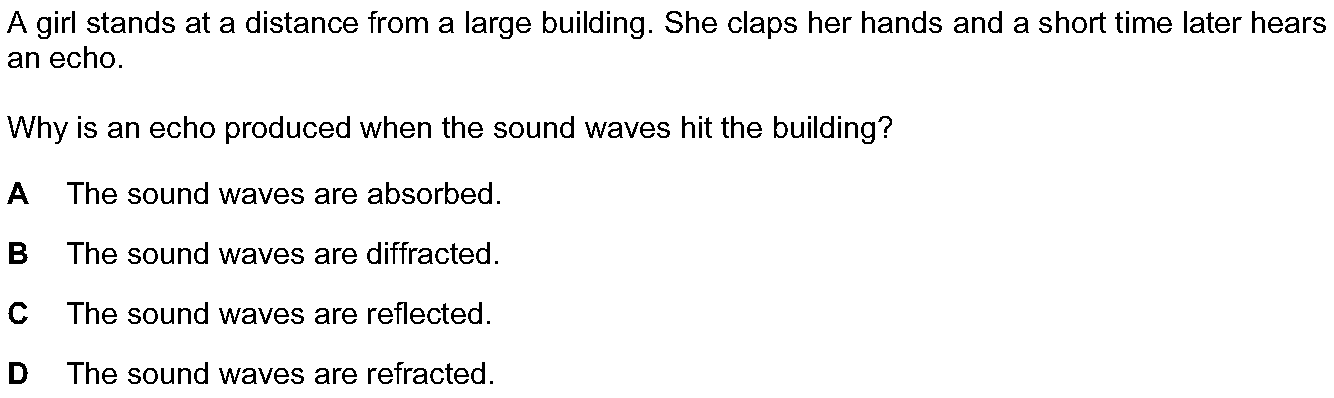 A girl stands at a distance from a large building. She claps her hands and a short time later hears
an echo.
Why is an echo produced when the sound waves hit the building?
A The sound waves are absorbed.
B The sound waves are diffracted.
C The sound waves are reflected.
D The sound waves are refracted.